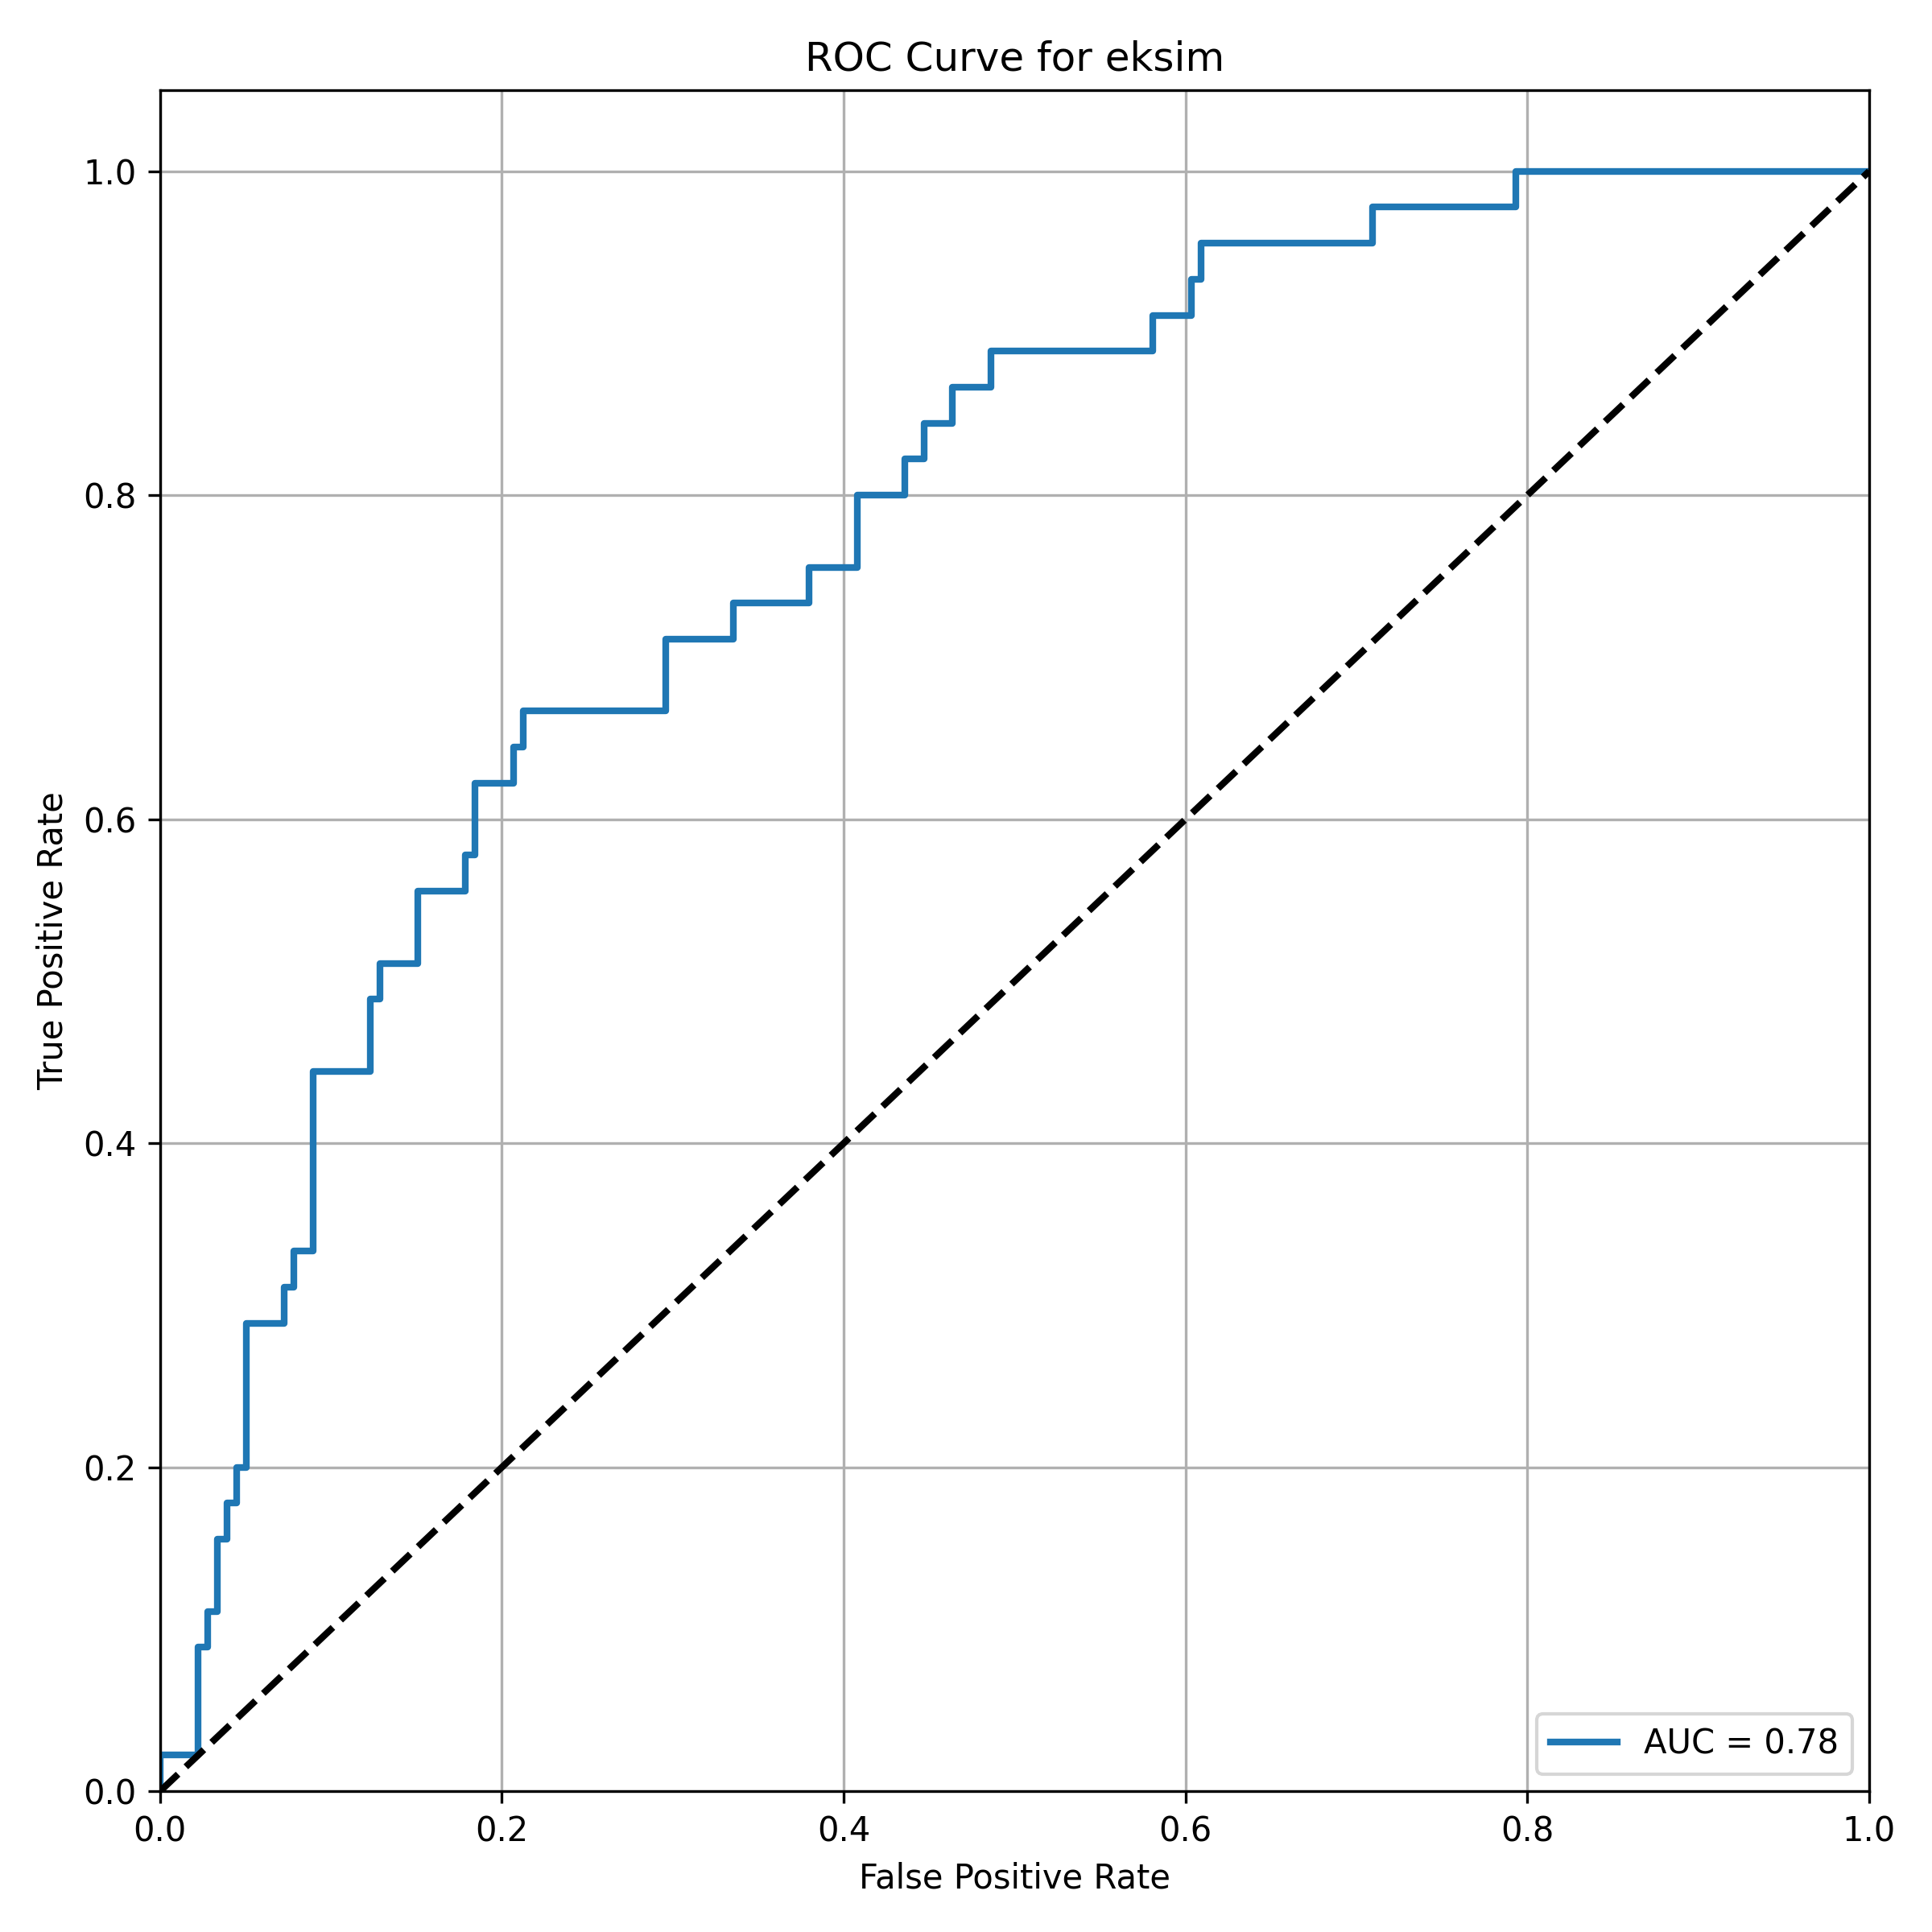 ROC Curve for eksim
1.0
0.8
0.6
0.4
0.2
0.0
True Positive Rate
0.0 0.2 0.4 0.6 0.8 1.0
False Positive Rate
AUC = 0.78